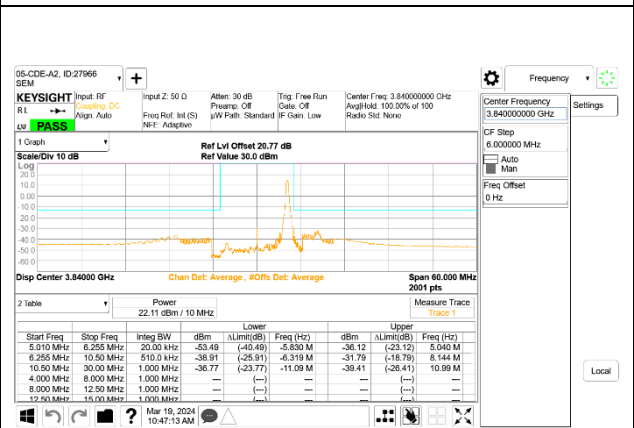 05-CDE-A2, ID:27966
SEM
Frequency
KEYSIGHT
RL
LW PASS
Input: RF
Coupling: DC
Align: Auto
Input Z: 50 Ω
Freq Ref: Int (S)
NFE: Adaptive
Atten: 30 dB
Preamp: Off
µW Path: Standard
Trig: Free Run
Gate: Off
IF Gain: Low
Center Freq: 3.840000000 GHz
Avg|Hold: 100.00% of 100
Radio Std: None
Center Frequency
3.840000000 GHz
Settings
CF Step
6.000000 MHz
Auto
Man
Freq Offset
0 Hz
1 Graph
Scale/Div 10 dB
Ref Lvl Offset 20.77 dB
Ref Value 30.0 dBm
Log
20.0
10.0
0.00
-10.0
-20.0
-30.0
-40.0
-50.0
-60.0
Disp Center 3.84000 GHz
Chan Det: Average, #Offs Det: Average
Span 60.000 MHz
2001 pts
2 Table
Power
22.11 dBm / 10 MHz
Measure Trace
Trace 1
Lower Upper
Start Freq Stop Freq Integ BW dBm ΔLimit(dB) Freq (Hz) dBm ΔLimit(dB) Freq (Hz)
5.010 MHz 6.255 MHz 20.00 kHz -53.49 (-40.49) -5.830 M -36.12 (-23.12) 5.040 M
6.255 MHz 10.50 MHz 510.0 kHz -38.91 (-25.91) -6.319 M -31.79 (-18.79) 8.144 M
10.50 MHz 30.00 MHz 1.000 MHz -36.77 (-23.77) -11.09 M -39.41 (-26.41) 10.99 M
4.000 MHz 8.000 MHz 1.000 MHz --- (---) --- --- (---) ---
8.000 MHz 12.50 MHz 1.000 MHz --- (---) --- --- (---) ---
12.50 MHz 15.00 MHz 1.000 MHz --- (---) --- --- (---) ---
Local
?
Mar 19, 2024
10:47:13 AM